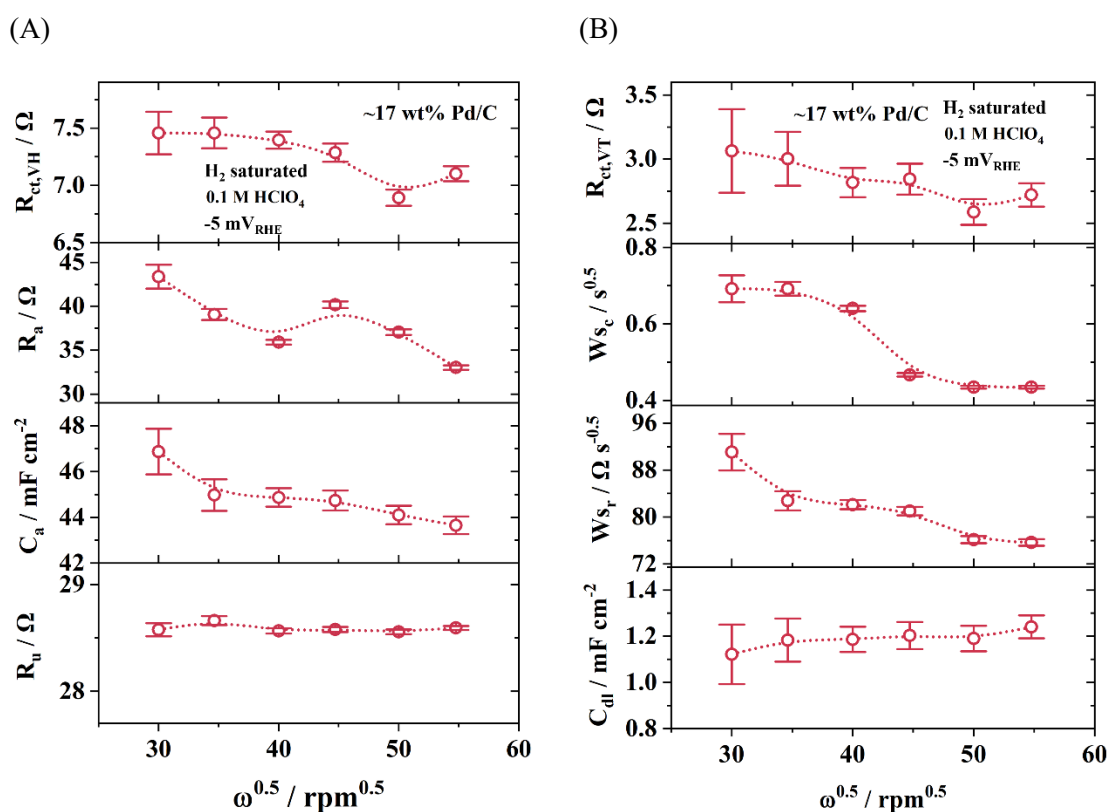 (A)
R_ct,VH / Ω
7.5
7.0
6.5
~17 wt% Pd/C
H₂ saturated
0.1 M HClO₄
-5 mV_RHE
R_a / Ω
45
40
35
30
C_a / mF cm⁻²
48
46
44
42
R_u / Ω
29
28
30 40 50 60
ω^0.5 / rpm^0.5
(B)
R_ct,VT / Ω
3.5
3.0
2.5
~17 wt% Pd/C
H₂ saturated
0.1 M HClO₄
-5 mV_RHE
Ws_c / s^0.5
0.8
0.6
0.4
Ws_r / Ω s^-0.5
96
88
80
72
C_dl / mF cm⁻²
1.4
1.2
1.0
0.8
30 40 50 60
ω^0.5 / rpm^0.5